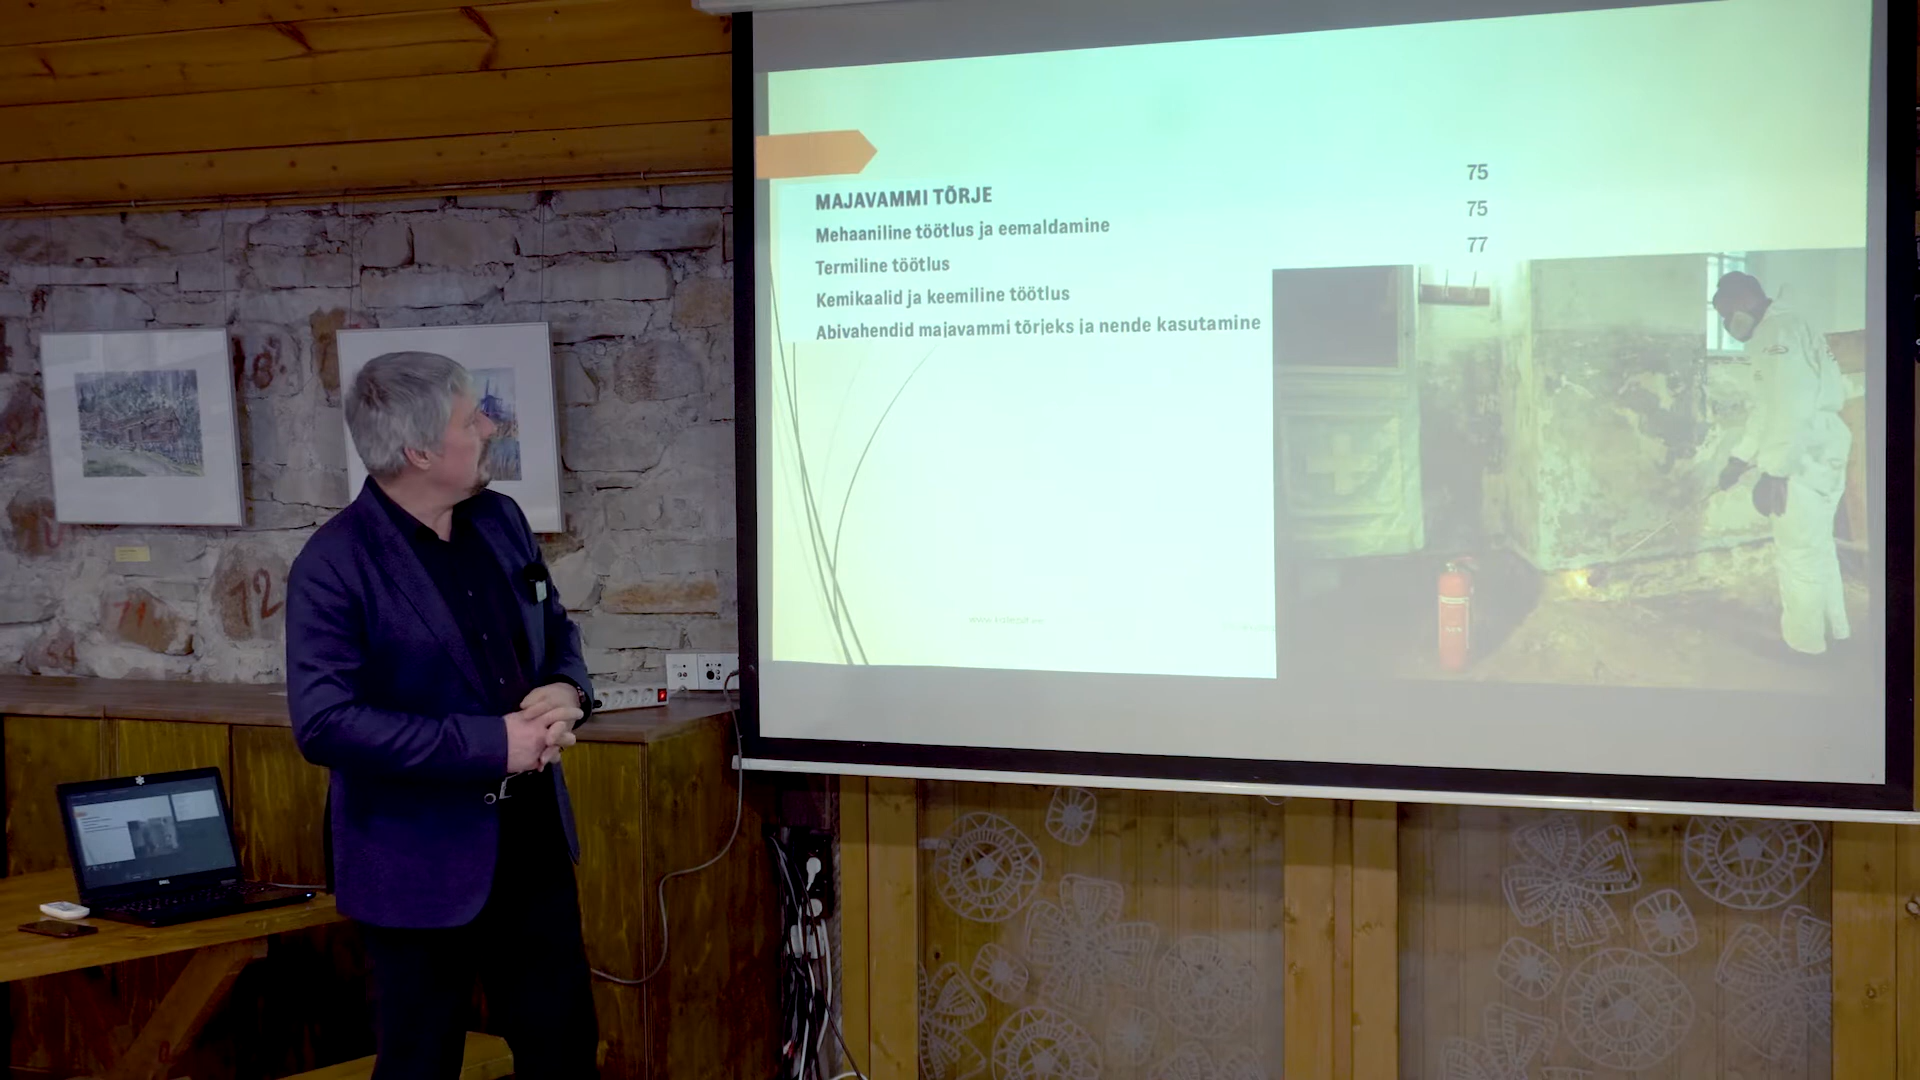 MAJAVAMMI TÕRJE 75
Mehaaniline töötlus ja eemaldamine 75
Termiline töötlus 77
Kemikaalid ja keemiline töötlus
Abivahendid majavammi tõrjeks ja nende kasutamine
12